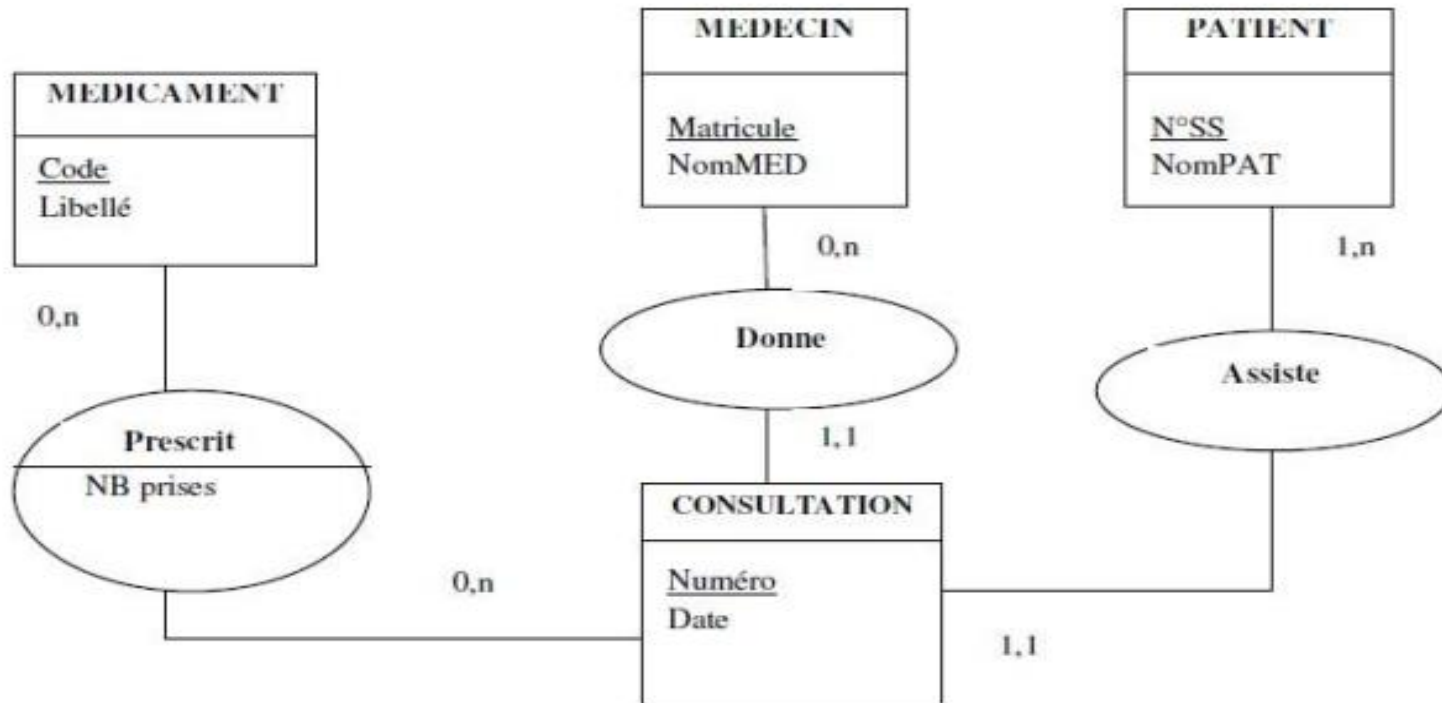 MEDICAMENT
Code
Libellé
0,n
Prescrit
NB prises
0,n
MEDECIN
Matricule
NomMED
0,n
Donne
1,1
CONSULTATION
Numéro
Date
PATIENT
N°SS
NomPAT
1,n
Assiste
1,1